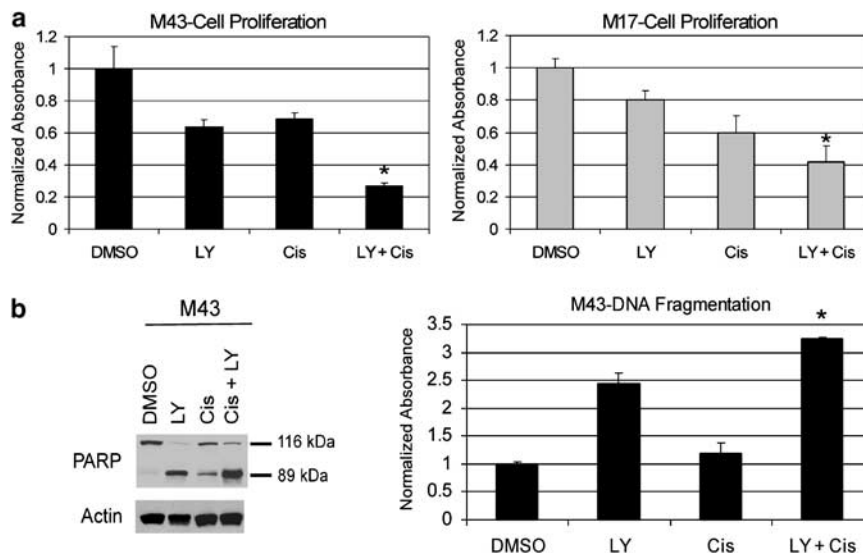 a
M43-Cell Proliferation
Normalized Absorbance
1.2
1
0.8
0.6
0.4
0.2
0
DMSO LY Cis LY + Cis
*
M17-Cell Proliferation
Normalized Absorbance
1.2
1
0.8
0.6
0.4
0.2
0
DMSO LY Cis LY + Cis
*
b
M43
DMSO LY Cis Cis + LY
PARP
116 kDa
89 kDa
Actin
M43-DNA Fragmentation
Normalized Absorbance
3.5
3
2.5
2
1.5
1
0.5
0
DMSO LY Cis LY + Cis
*